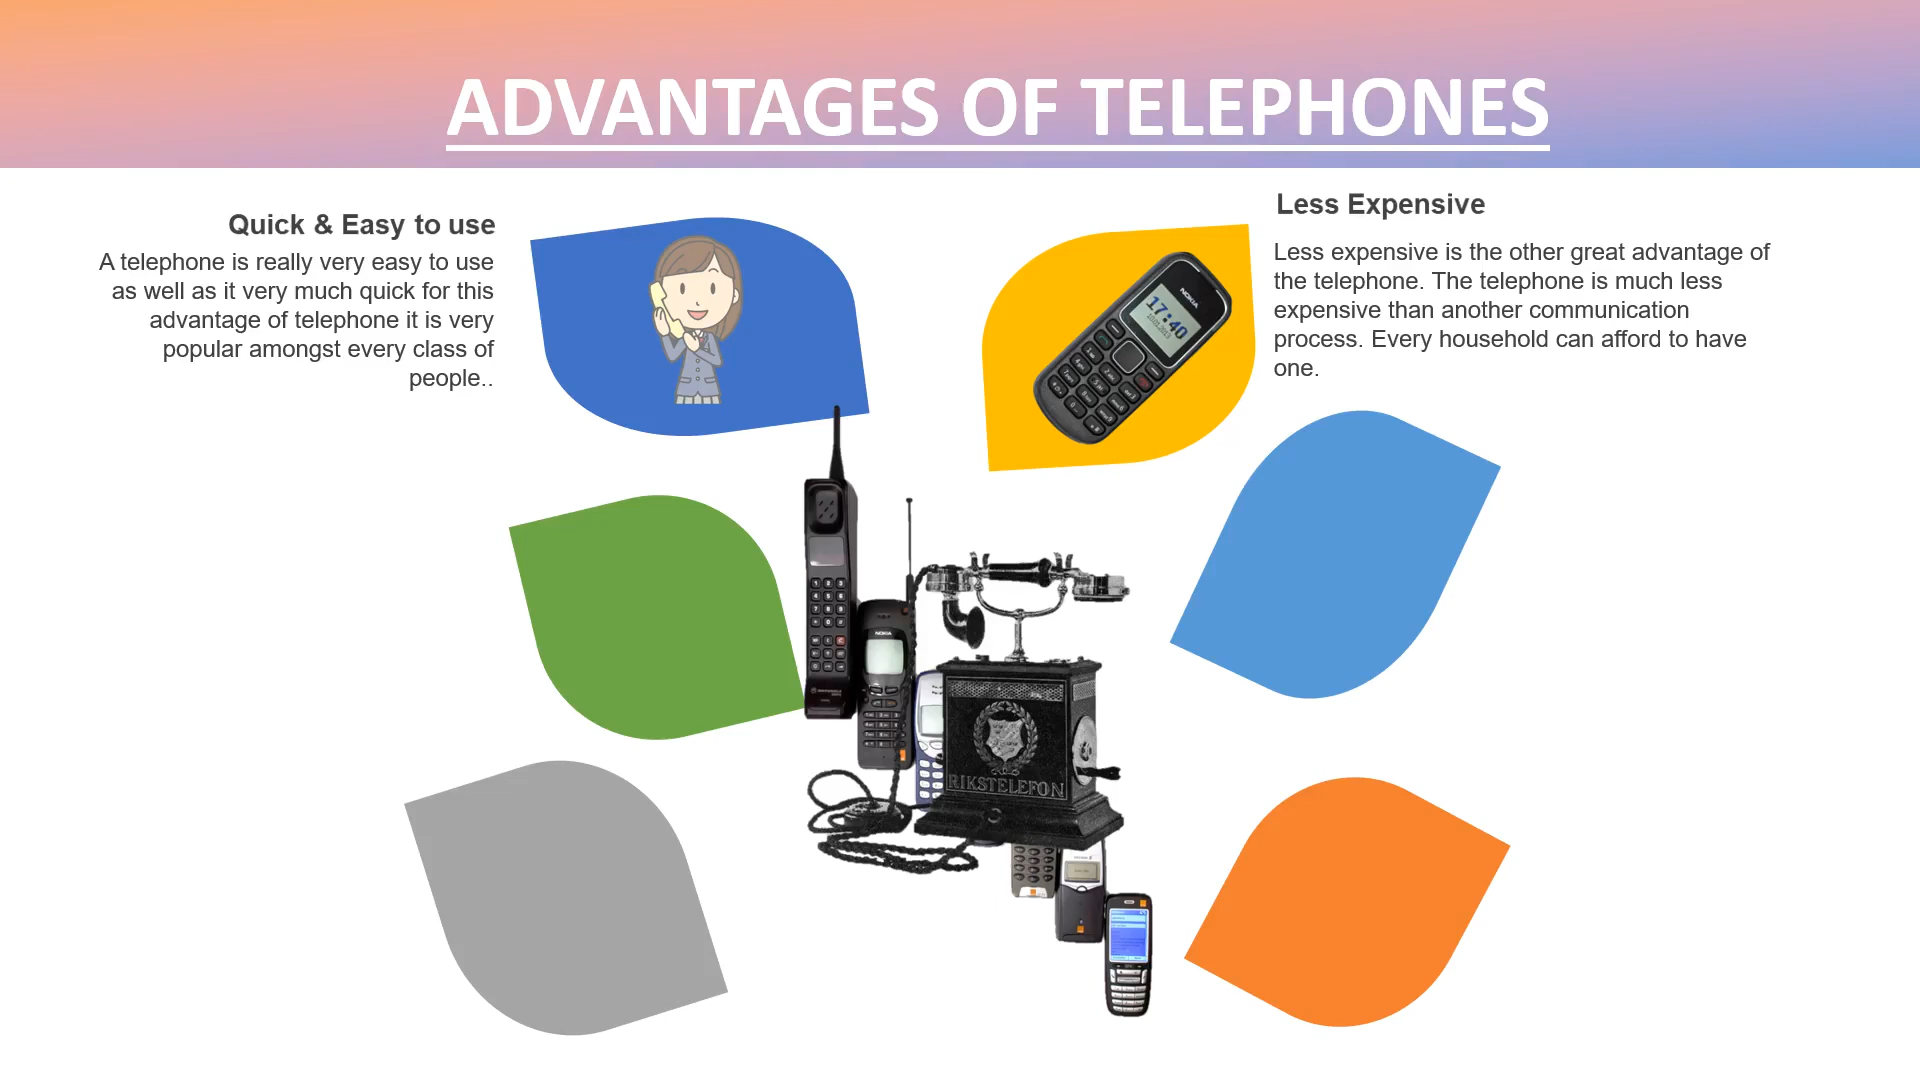 ADVANTAGES OF TELEPHONES
Quick & Easy to use
A telephone is really very easy to use
as well as it very much quick for this
advantage of telephone it is very
popular amongst every class of
people..
Less Expensive
Less expensive is the other great advantage of
the telephone. The telephone is much less
expensive than another communication
process. Every household can afford to have
one.
NOKIA
17:40
NOKIA
RIKSTELEFON